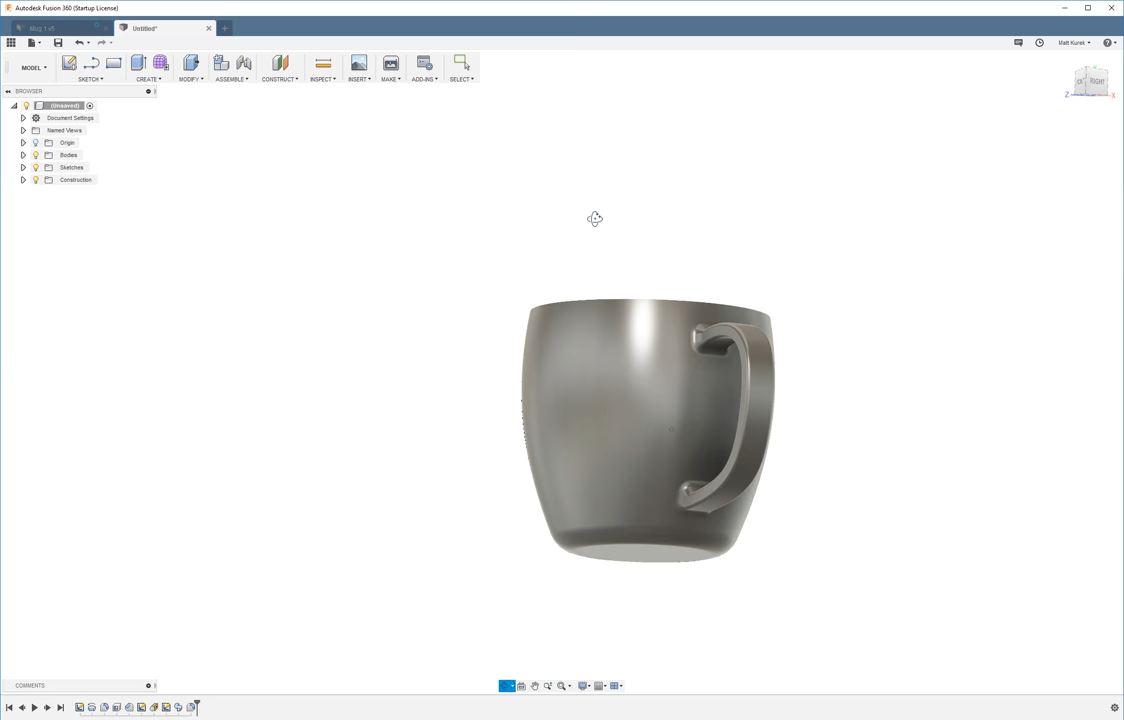 Autodesk Fusion 360 (Startup License)
Mug 1 v5
Untitled*
Matt Kurek
MODEL
SKETCH
CREATE
MODIFY
ASSEMBLE
CONSTRUCT
INSPECT
INSERT
MAKE
ADD-INS
SELECT
BROWSER
(Unsaved)
Document Settings
Named Views
Origin
Bodies
Sketches
Construction
RIGHT
Z
X
COMMENTS